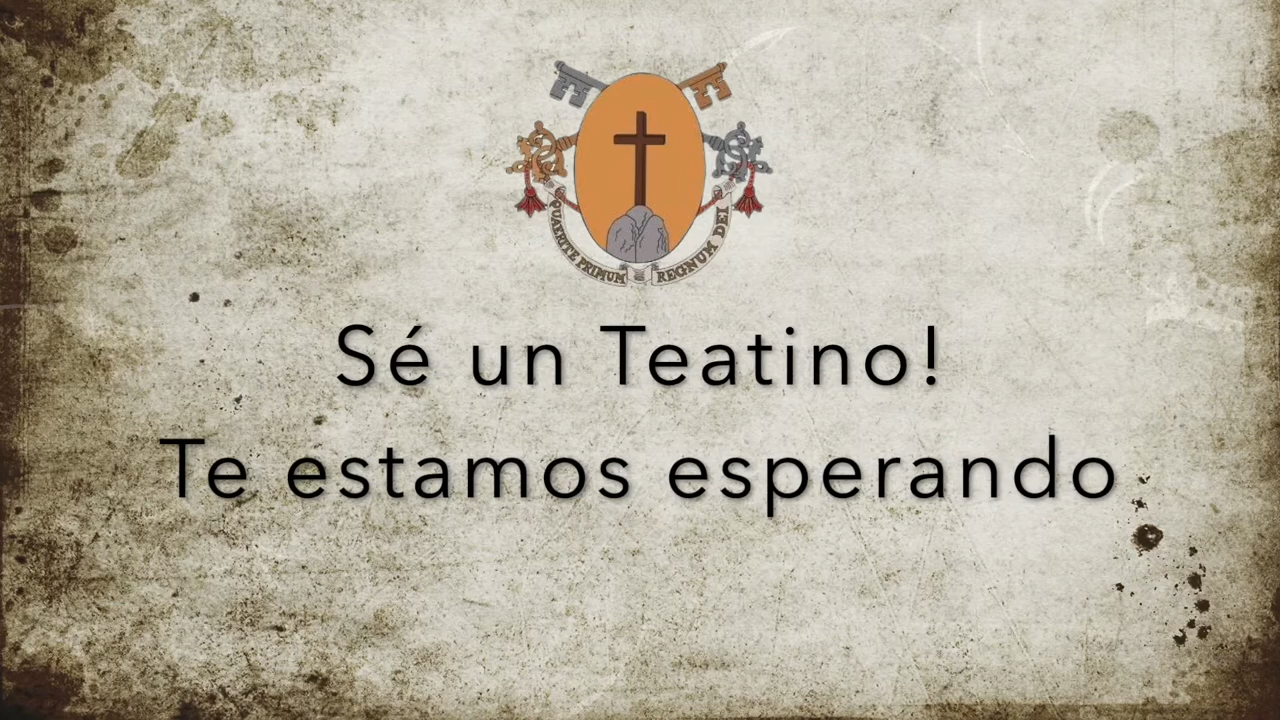 QUAERITE PRIMUM REGNUM DEI
Sé un Teatino!
Te estamos esperando